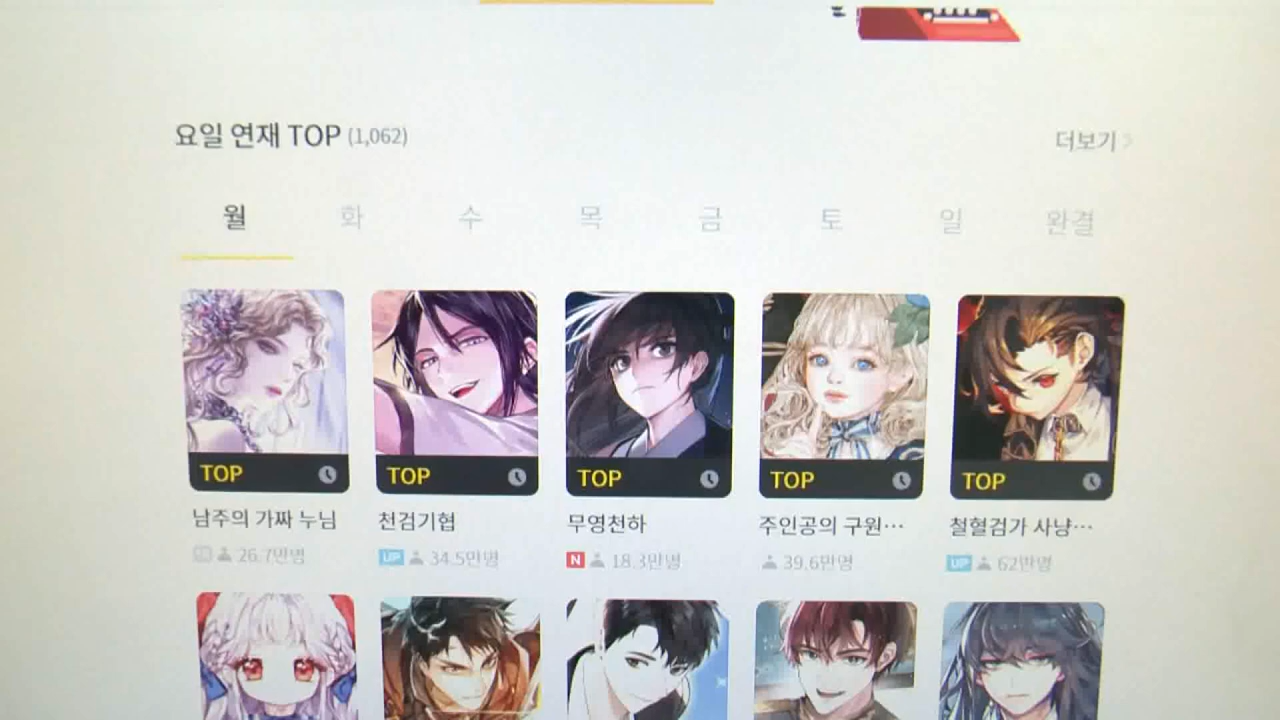 요일 연재 TOP (1,062) 더보기 >
월 화 수 목 금 토 일 완결
TOP TOP TOP TOP TOP
남주의 가짜 누님 천검기협 무영천하 주인공의 구원… 철혈검가 사냥…
26.7만명 UP 34.5만명 N 18.3만명 39.6만명 UP 62만명